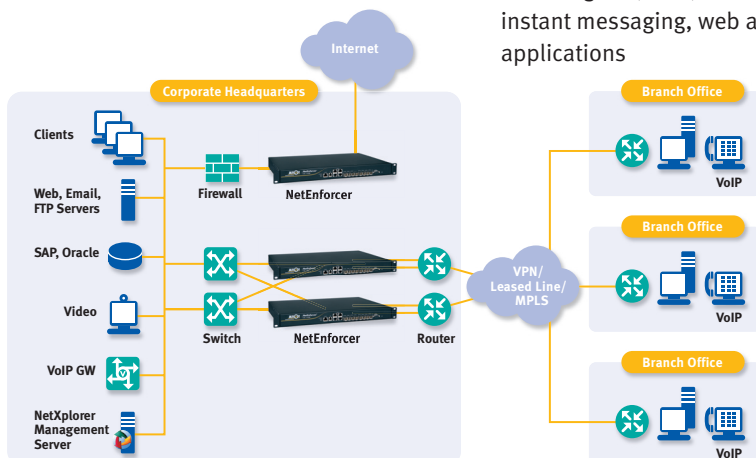 instant messaging, web a
applications
Internet
Corporate Headquarters
Clients
Web, Email,
FTP Servers
SAP, Oracle
Video
VoIP GW
NetXplorer
Management
Server
Firewall
NetEnforcer
Switch
NetEnforcer
Router
VPN/
Leased Line/
MPLS
Branch Office
VoIP
Branch Office
VoIP
Branch Office
VoIP